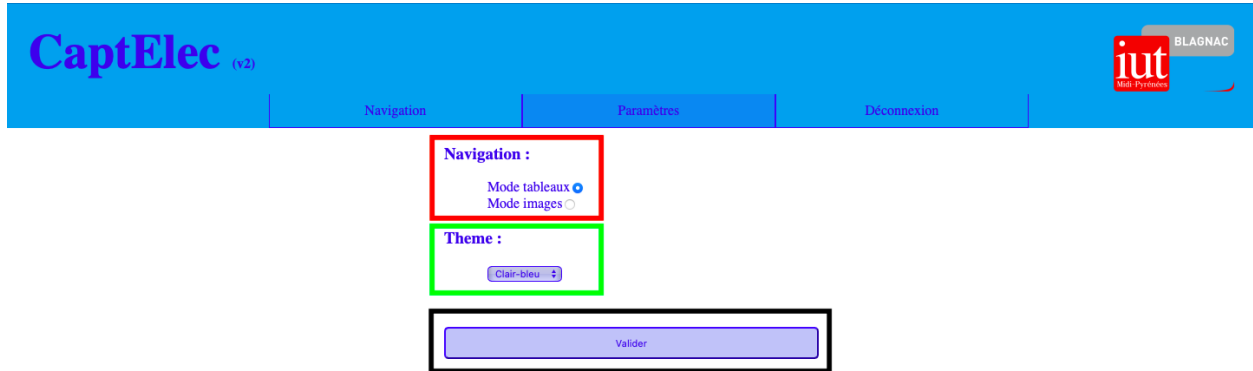 CaptElec (v2)
BLAGNAC
iut
Midi-Pyrénées
Navigation Paramètres Déconnexion
Navigation :
Mode tableaux
Mode images
Theme :
Clair-bleu
Valider